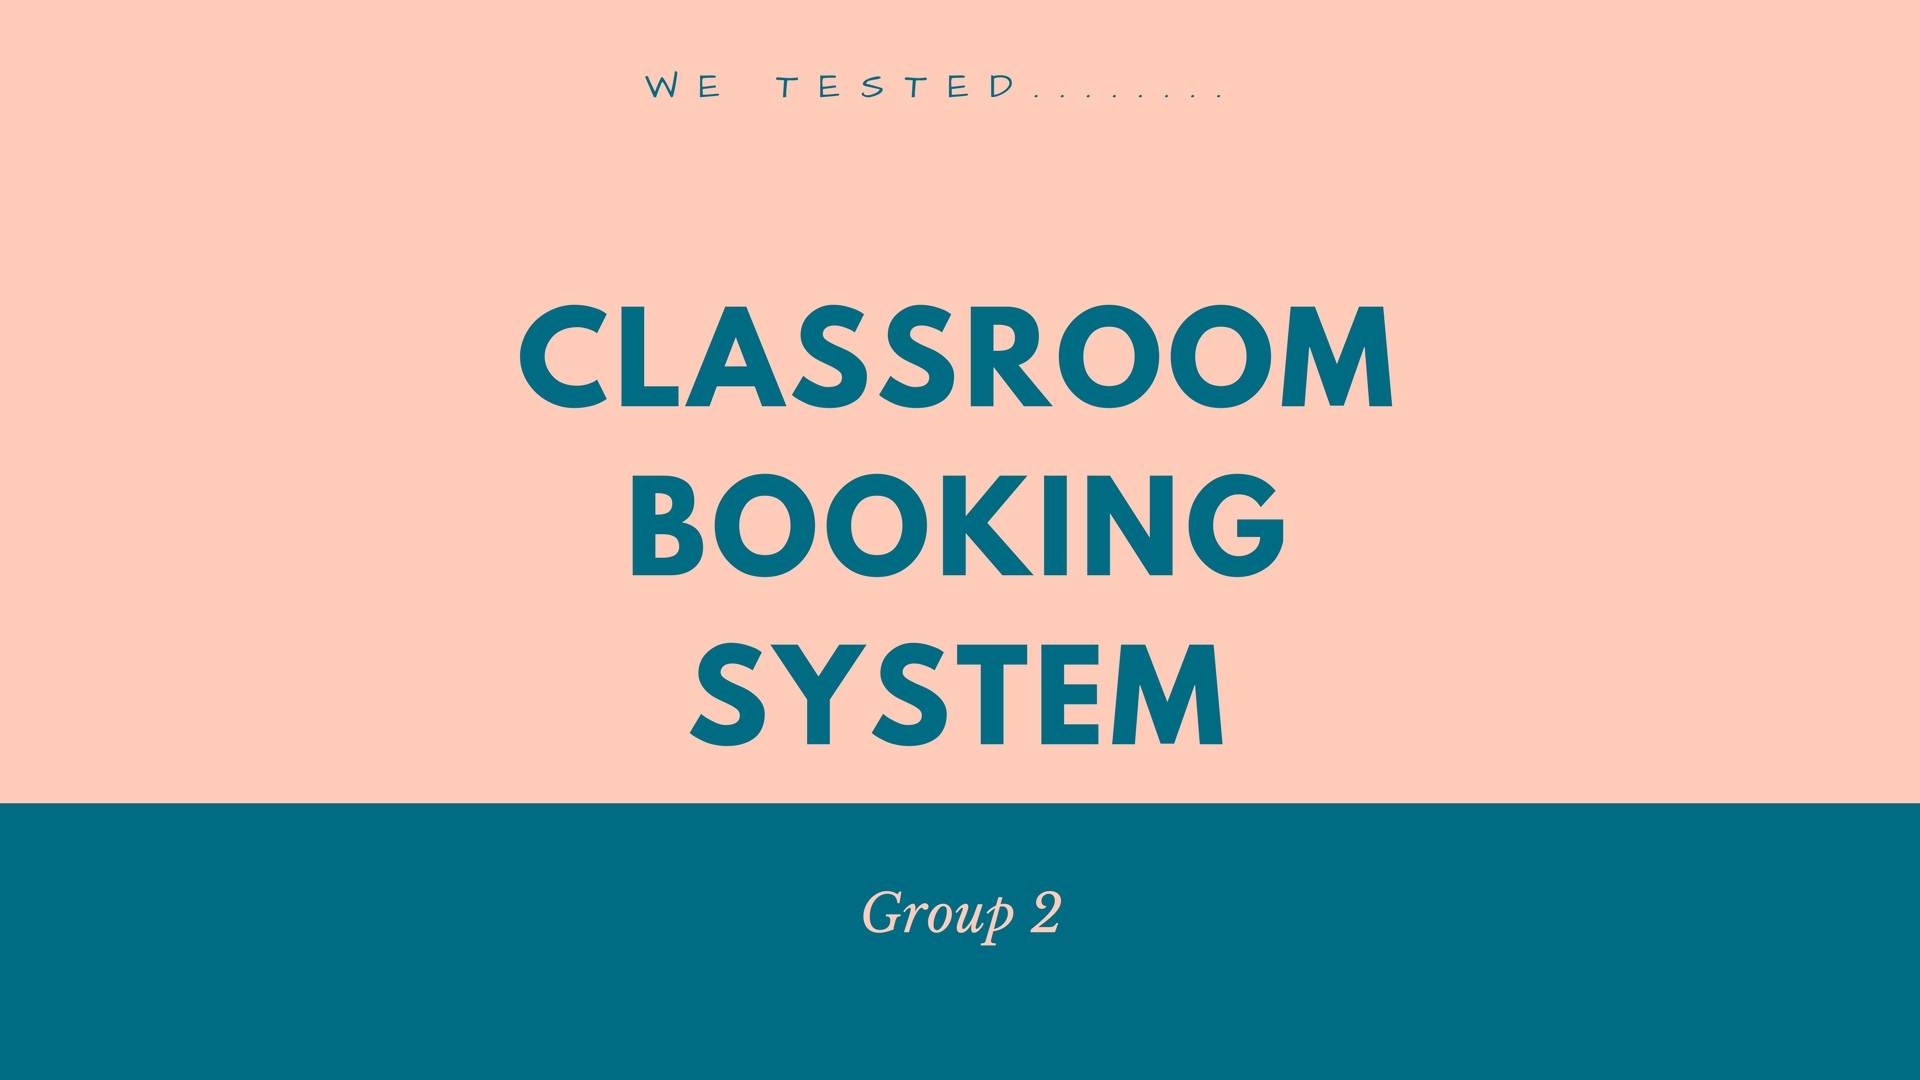 WE TESTED........
CLASSROOM
BOOKING
SYSTEM
Group 2